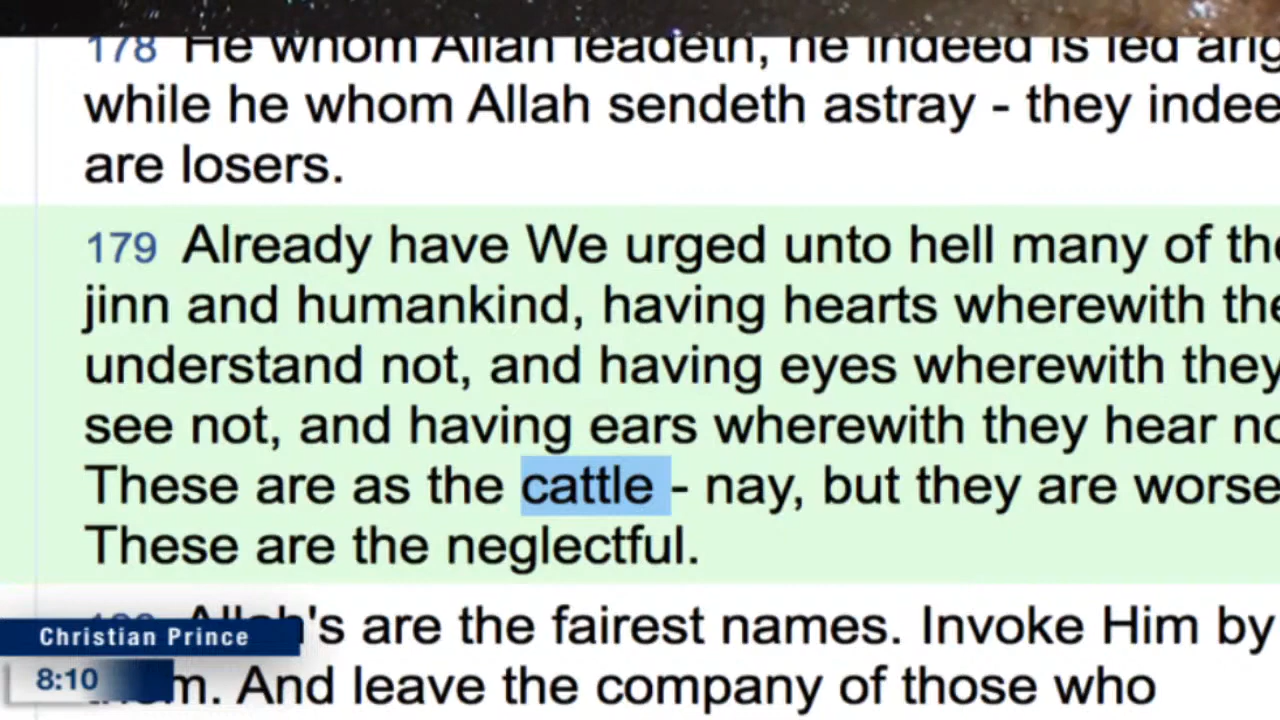 178 He whom Allah leadeth, he indeed is led
while he whom Allah sendeth astray - they
are losers.
179 Already have We urged unto hell many of
jinn and humankind, having hearts wherewith
understand not, and having eyes wherewith they
see not, and having ears wherewith they hear
These are as the cattle - nay, but they are worse
These are the neglectful.
Allah's are the fairest names. Invoke Him by
And leave the company of those who
Christian Prince
8:10